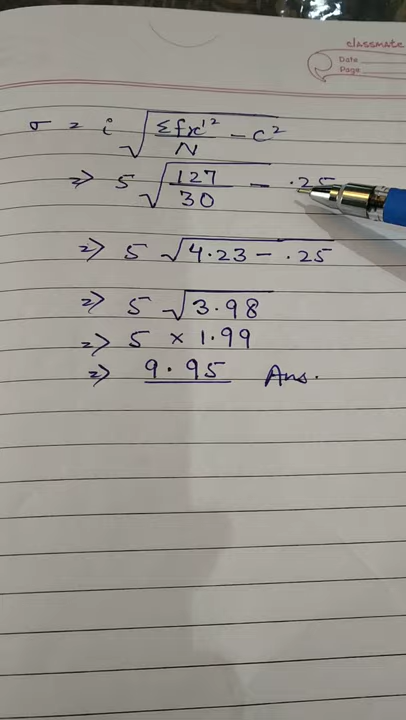 classmate
Date
Page
σ = i √ Σfx'² / N - c²
⇒ 5 √ 127 / 30 - .25
⇒ 5 √4.23 - .25
⇒ 5 √3.98
⇒ 5 × 1.99
⇒ 9.95 Ans.